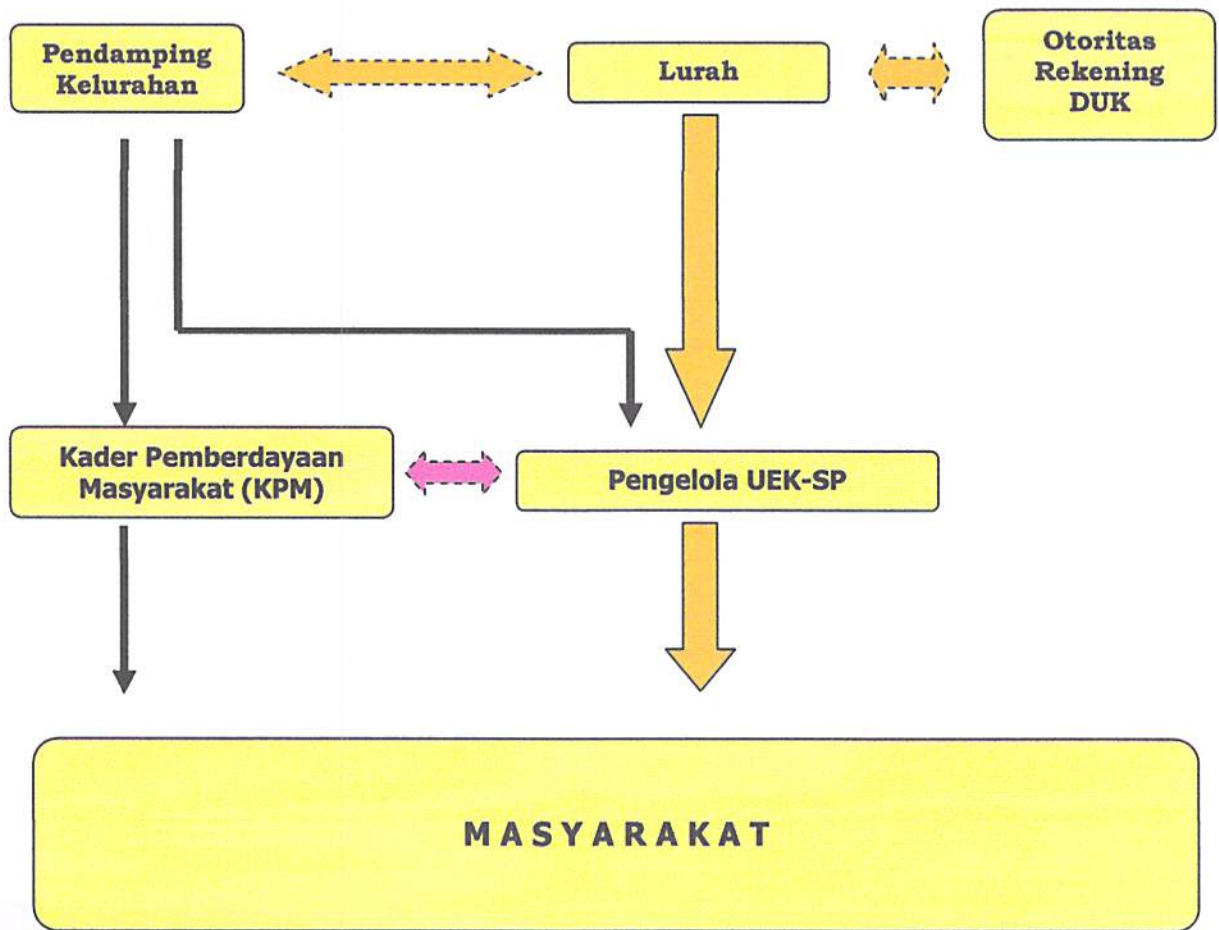 Pendamping
Kelurahan
Lurah
Otoritas
Rekening
DUK
Kader Pemberdayaan
Masyarakat (KPM)
Pengelola UEK-SP
MASYARAKAT